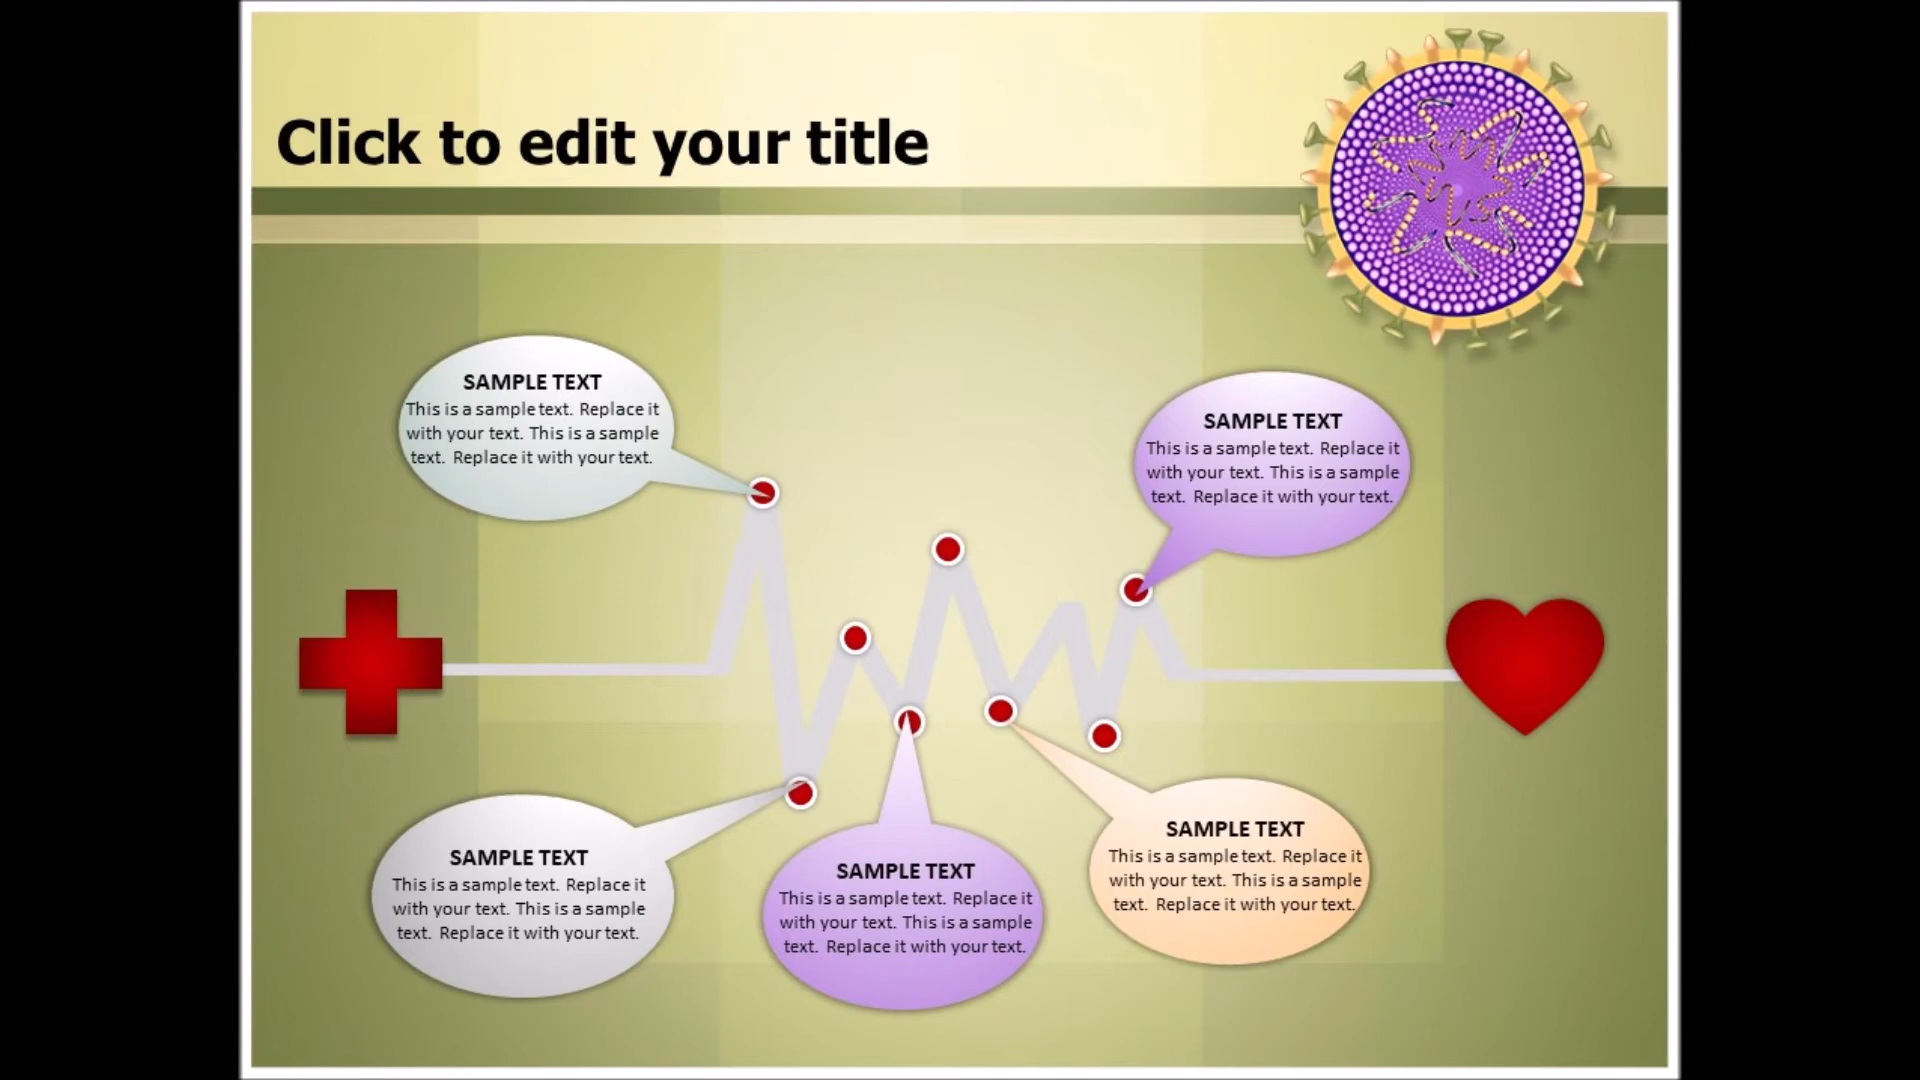 Click to edit your title
SAMPLE TEXT
This is a sample text. Replace it
with your text. This is a sample
text. Replace it with your text.
SAMPLE TEXT
This is a sample text. Replace it
with your text. This is a sample
text. Replace it with your text.
SAMPLE TEXT
This is a sample text. Replace it
with your text. This is a sample
text. Replace it with your text.
SAMPLE TEXT
This is a sample text. Replace it
with your text. This is a sample
text. Replace it with your text.
SAMPLE TEXT
This is a sample text. Replace it
with your text. This is a sample
text. Replace it with your text.